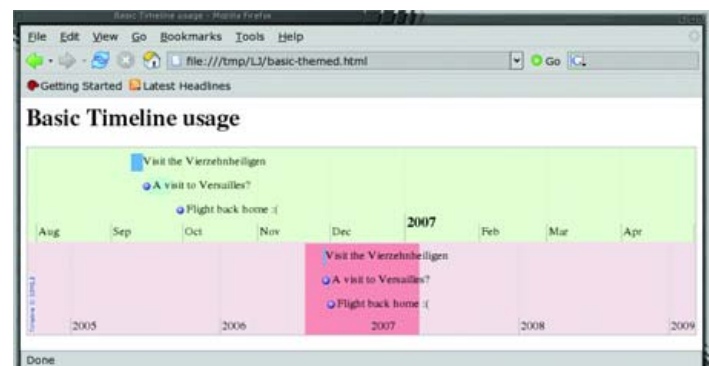 Basic Timeline usage - Mozilla Firefox
File Edit View Go Bookmarks Tools Help
file:///tmp/LJ/basic-themed.html Go
Getting Started Latest Headlines
Basic Timeline usage
Visit the Vierzehnheiligen
A visit to Versailles?
Flight back home :(
Aug Sep Oct Nov Dec 2007 Feb Mar Apr
Visit the Vierzehnheiligen
A visit to Versailles?
Flight back home :(
2005 2006 2007 2008 2009
Done